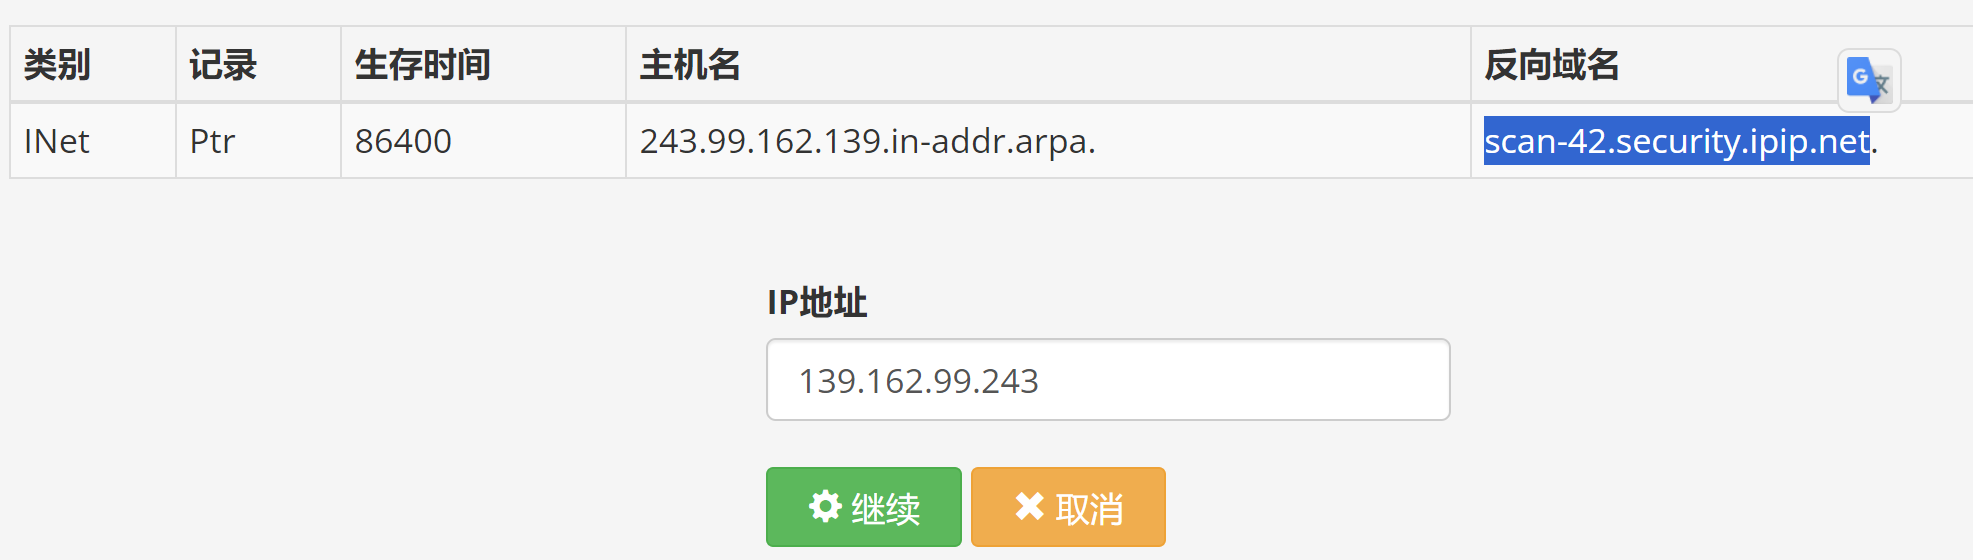 类别 记录 生存时间 主机名 反向域名
INet Ptr 86400 243.99.162.139.in-addr.arpa. scan-42.security.ipip.net.
IP地址
139.162.99.243
继续 取消